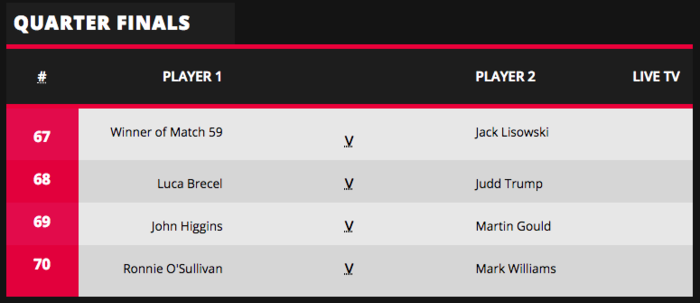 QUARTER FINALS
# PLAYER 1 PLAYER 2 LIVE TV
67 Winner of Match 59 V Jack Lisowski
68 Luca Brecel V Judd Trump
69 John Higgins V Martin Gould
70 Ronnie O'Sullivan V Mark Williams